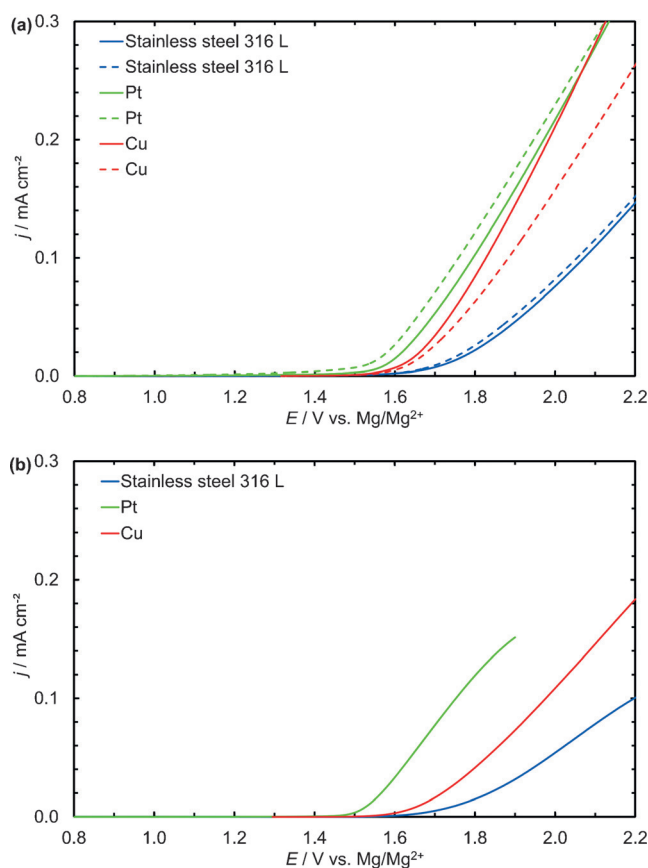 (a)
0.3
Stainless steel 316 L
Stainless steel 316 L
Pt
Pt
Cu
Cu
0.2
j / mA cm⁻²
0.1
0.0
0.8 1.0 1.2 1.4 1.6 1.8 2.0 2.2
E / V vs. Mg/Mg²⁺
(b)
0.3
Stainless steel 316 L
Pt
Cu
0.2
j / mA cm⁻²
0.1
0.0
0.8 1.0 1.2 1.4 1.6 1.8 2.0 2.2
E / V vs. Mg/Mg²⁺